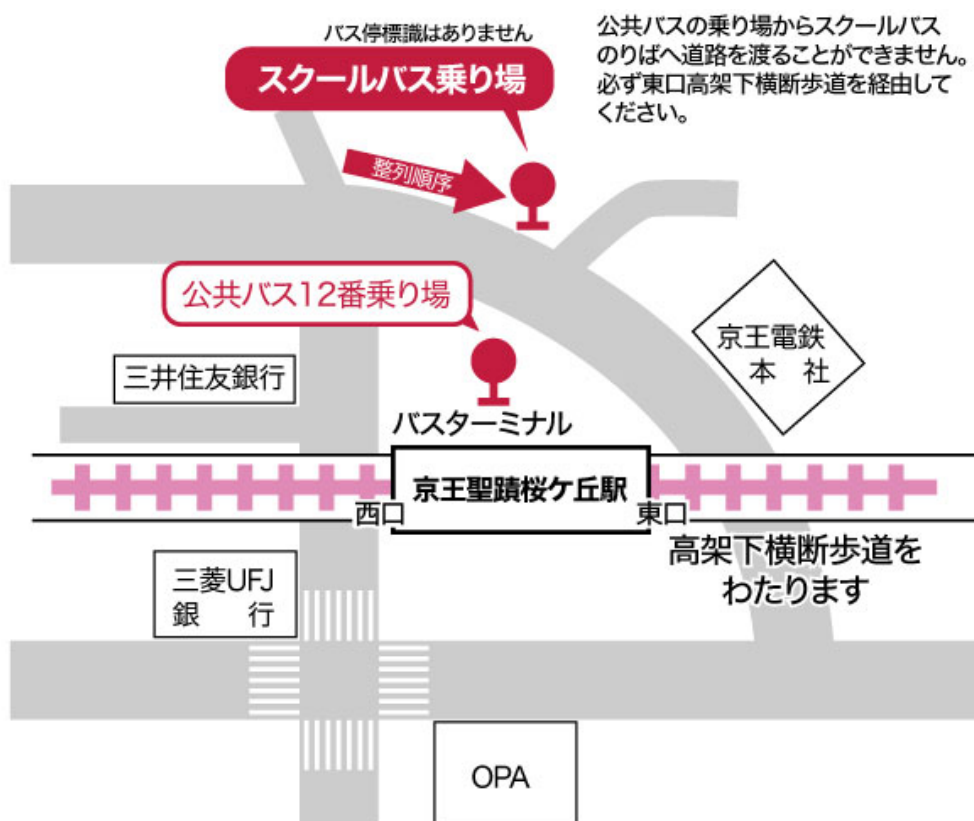 バス停標識はありません
スクールバス乗り場
公共バスの乗り場からスクールバス
のりばへ道路を渡ることができません。
必ず東口高架下横断歩道を経由して
ください。
整列順序
公共バス12番乗り場
京王電鉄
本 社
三井住友銀行
バスターミナル
京王聖蹟桜ケ丘駅
西口
東口
高架下横断歩道を
わたります
三菱UFJ
銀 行
OPA